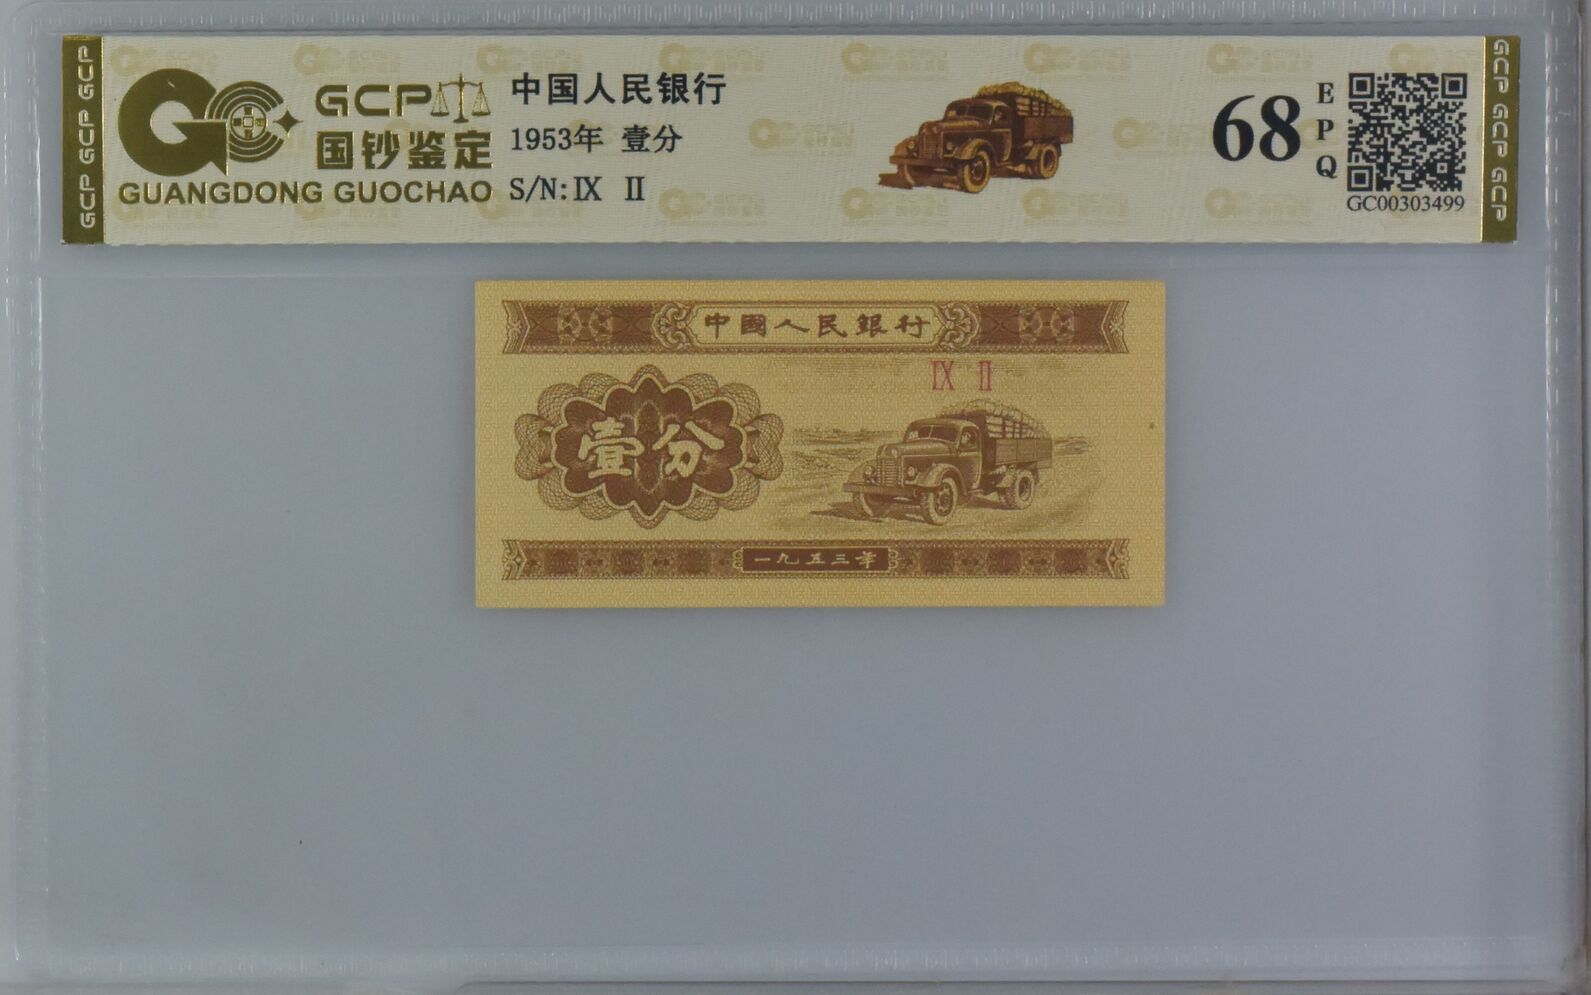 GCP GCP GCP
GCP
国钞鉴定
GUANGDONG GUOCHAO
中国人民银行
1953年 壹分
S/N: Ⅸ Ⅱ
68
E
P
Q
GC00303499
GCP GCP GCP
中國人民銀行
Ⅸ Ⅱ
壹分
一九五三年